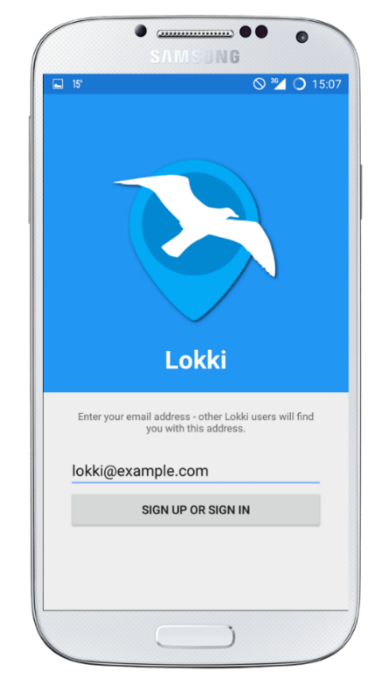 SAMSUNG
15°
3G
15:07
Lokki
Enter your email address - other Lokki users will find
you with this address.
lokki@example.com
SIGN UP OR SIGN IN